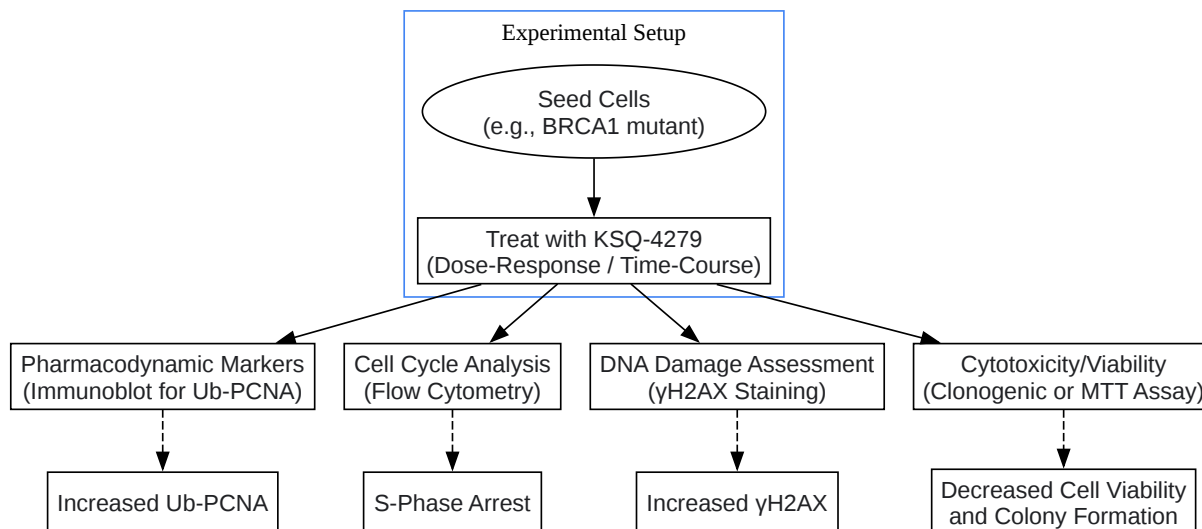 Experimental Setup
Seed Cells
(e.g., BRCA1 mutant)
Treat with KSQ-4279
(Dose-Response / Time-Course)
Pharmacodynamic Markers
(Immunoblot for Ub-PCNA)
Cell Cycle Analysis
(Flow Cytometry)
DNA Damage Assessment
(γH2AX Staining)
Cytotoxicity/Viability
(Clonogenic or MTT Assay)
Increased Ub-PCNA
S-Phase Arrest
Increased γH2AX
Decreased Cell Viability
and Colony Formation